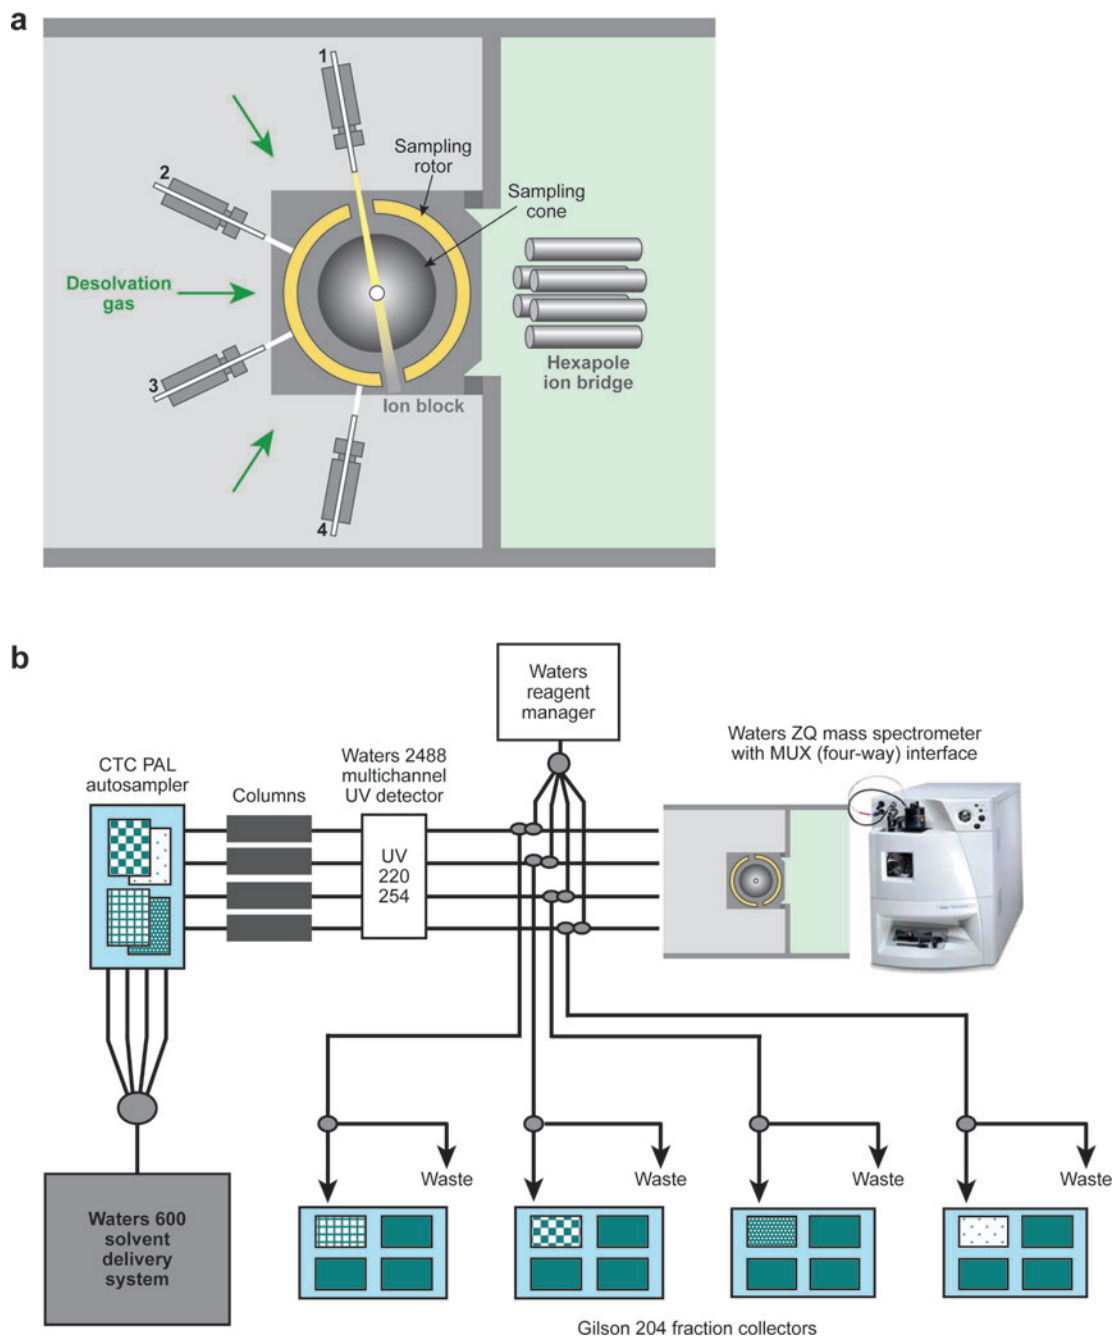 a
1
Sampling
rotor
Sampling
cone
2
Desolvation
gas
3
Hexapole
ion bridge
Ion block
4
b
Waters
reagent
manager
Waters ZQ mass spectrometer
with MUX (four-way) interface
Waters 2488
multichannel
UV detector
CTC PAL
autosampler
Columns
UV
220
254
Waste
Waste
Waste
Waste
Waters 600
solvent
delivery
system
Gilson 204 fraction collectors